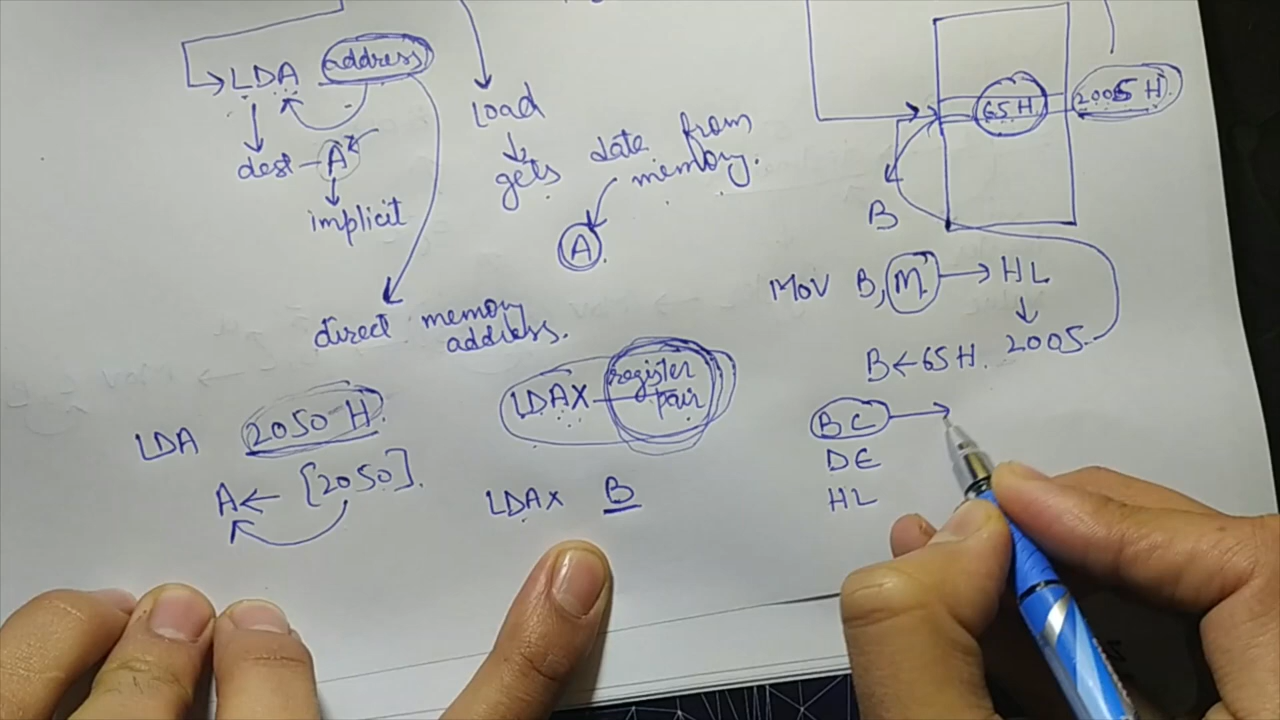 LDA address
dest - A
implicit
direct memory
address.
Load
gets data from
memory.
A
LDA 2050 H.
A ← [2050].
LDAX register
pair
LDAX B
65 H
2005 H
B
MOV B, M → HL
↓
B ← 65 H. 2005.
BC →
DE
HL